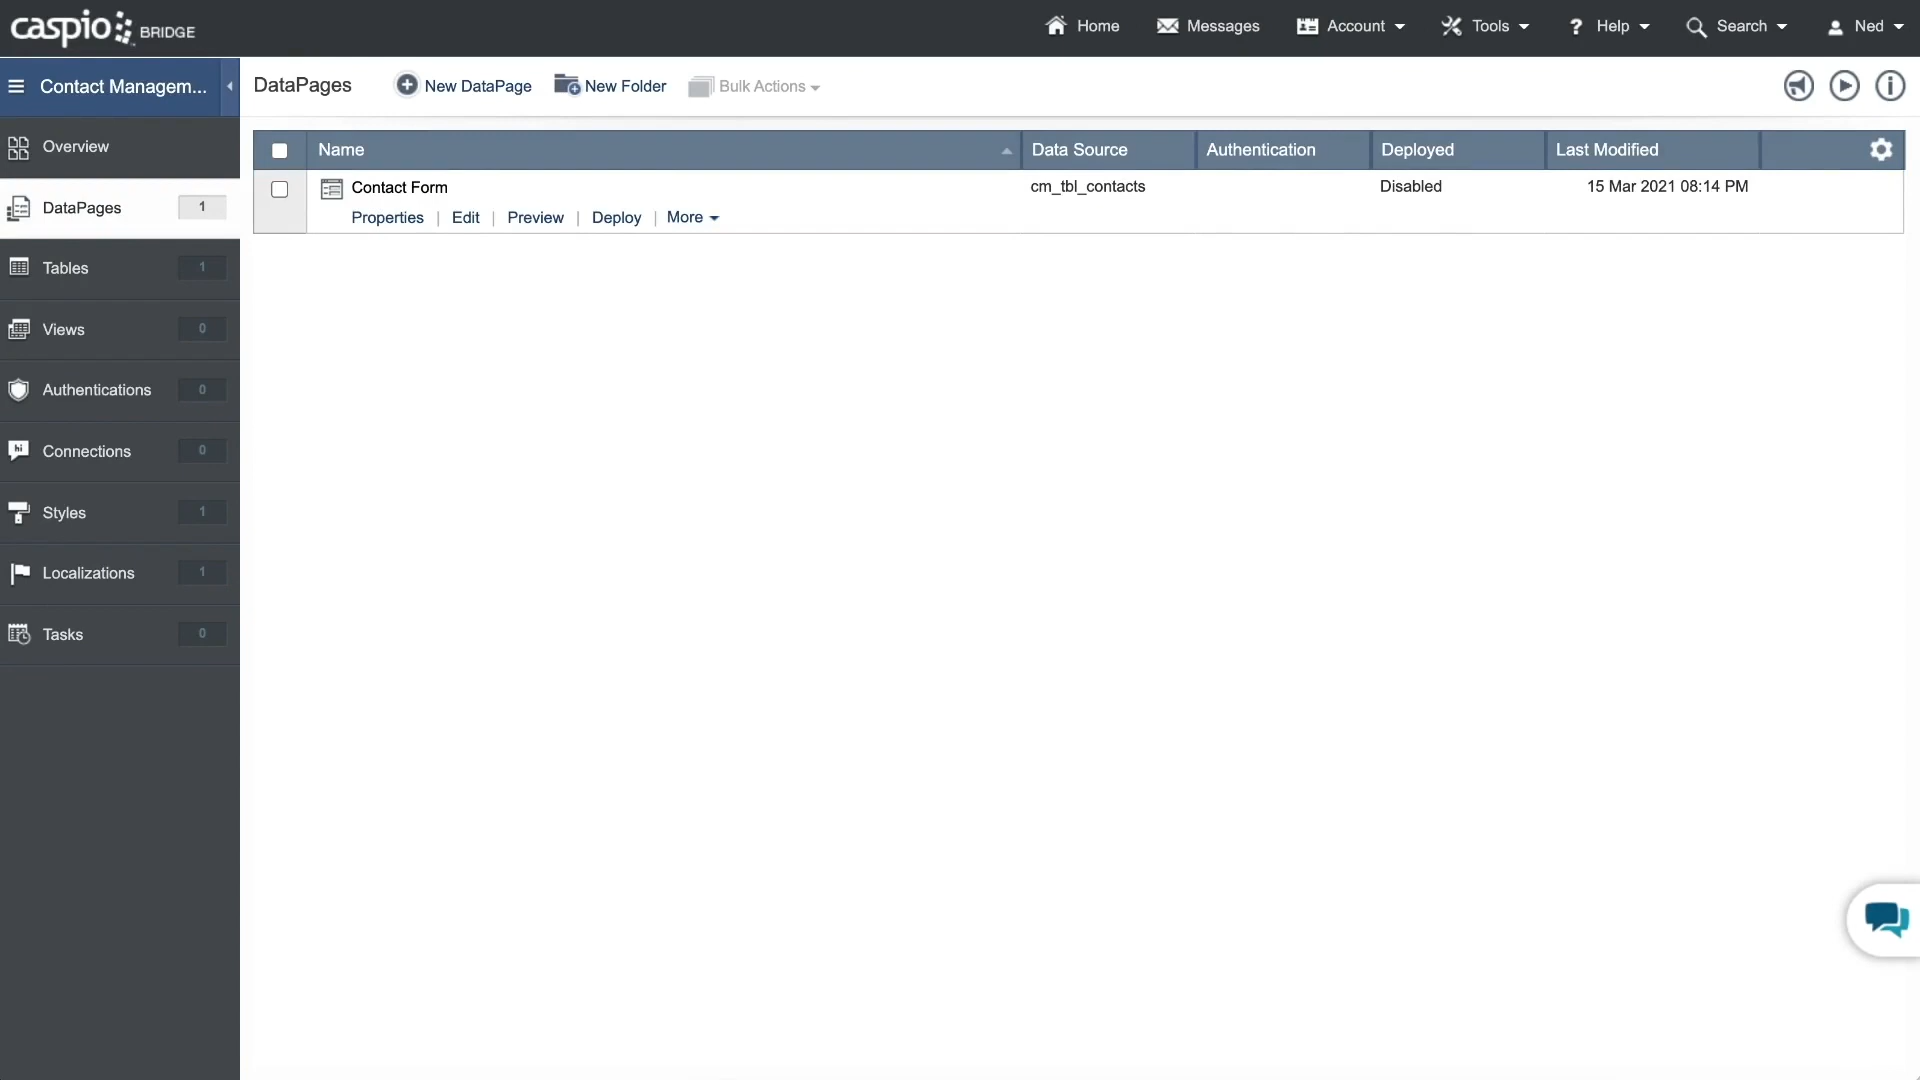 caspio BRIDGE
Home
Messages
Account
Tools
? Help
Search
Ned
Contact Managem...
DataPages
New DataPage
New Folder
Bulk Actions
Overview
DataPages 1
Tables 1
Views 0
Authentications 0
hi Connections 0
Styles 1
Localizations 1
Tasks 0
Name Data Source Authentication Deployed Last Modified
Contact Form cm_tbl_contacts Disabled 15 Mar 2021 08:14 PM
Properties | Edit | Preview | Deploy | More